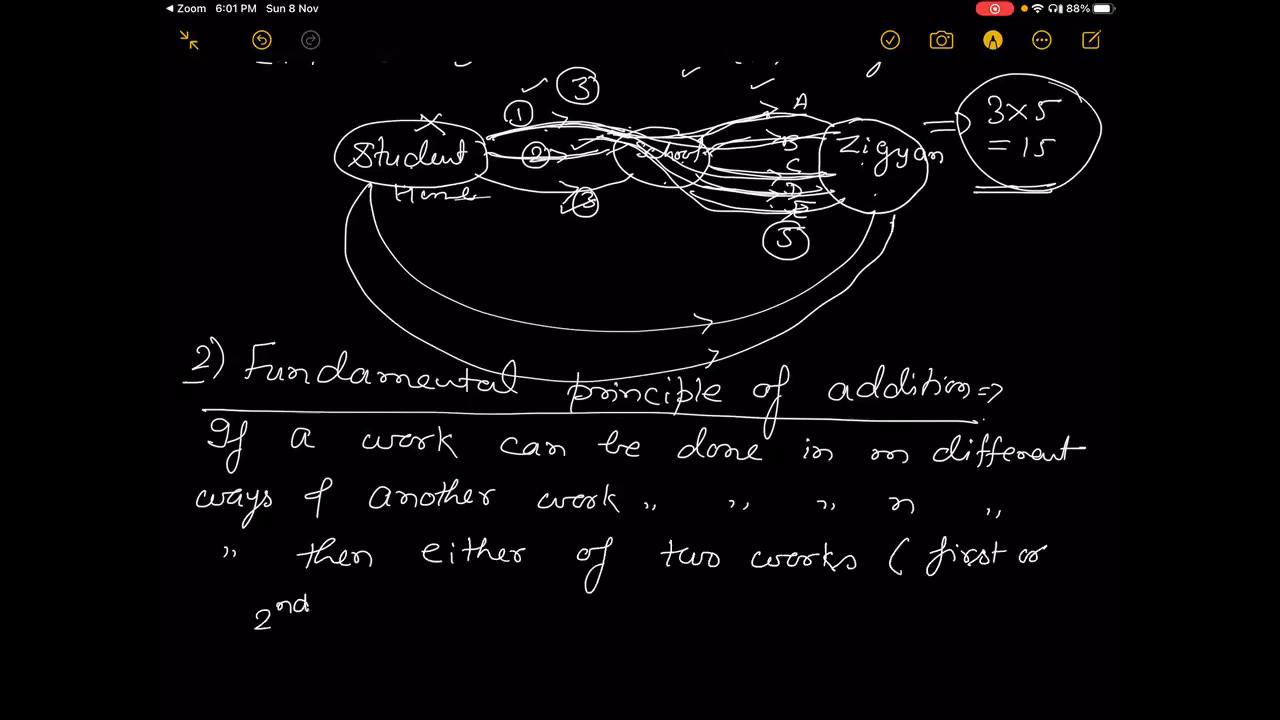 Zoom 6:01 PM Sun 8 Nov 88%
3
1 A
Student 2 School B Zigyan = 3×5
= 15
C
Home 3 D
E
5
2) Fundamental principle of addition =>
If a work can be done in m different
ways & another work " " " n "
" then either of two works ( first or
2nd